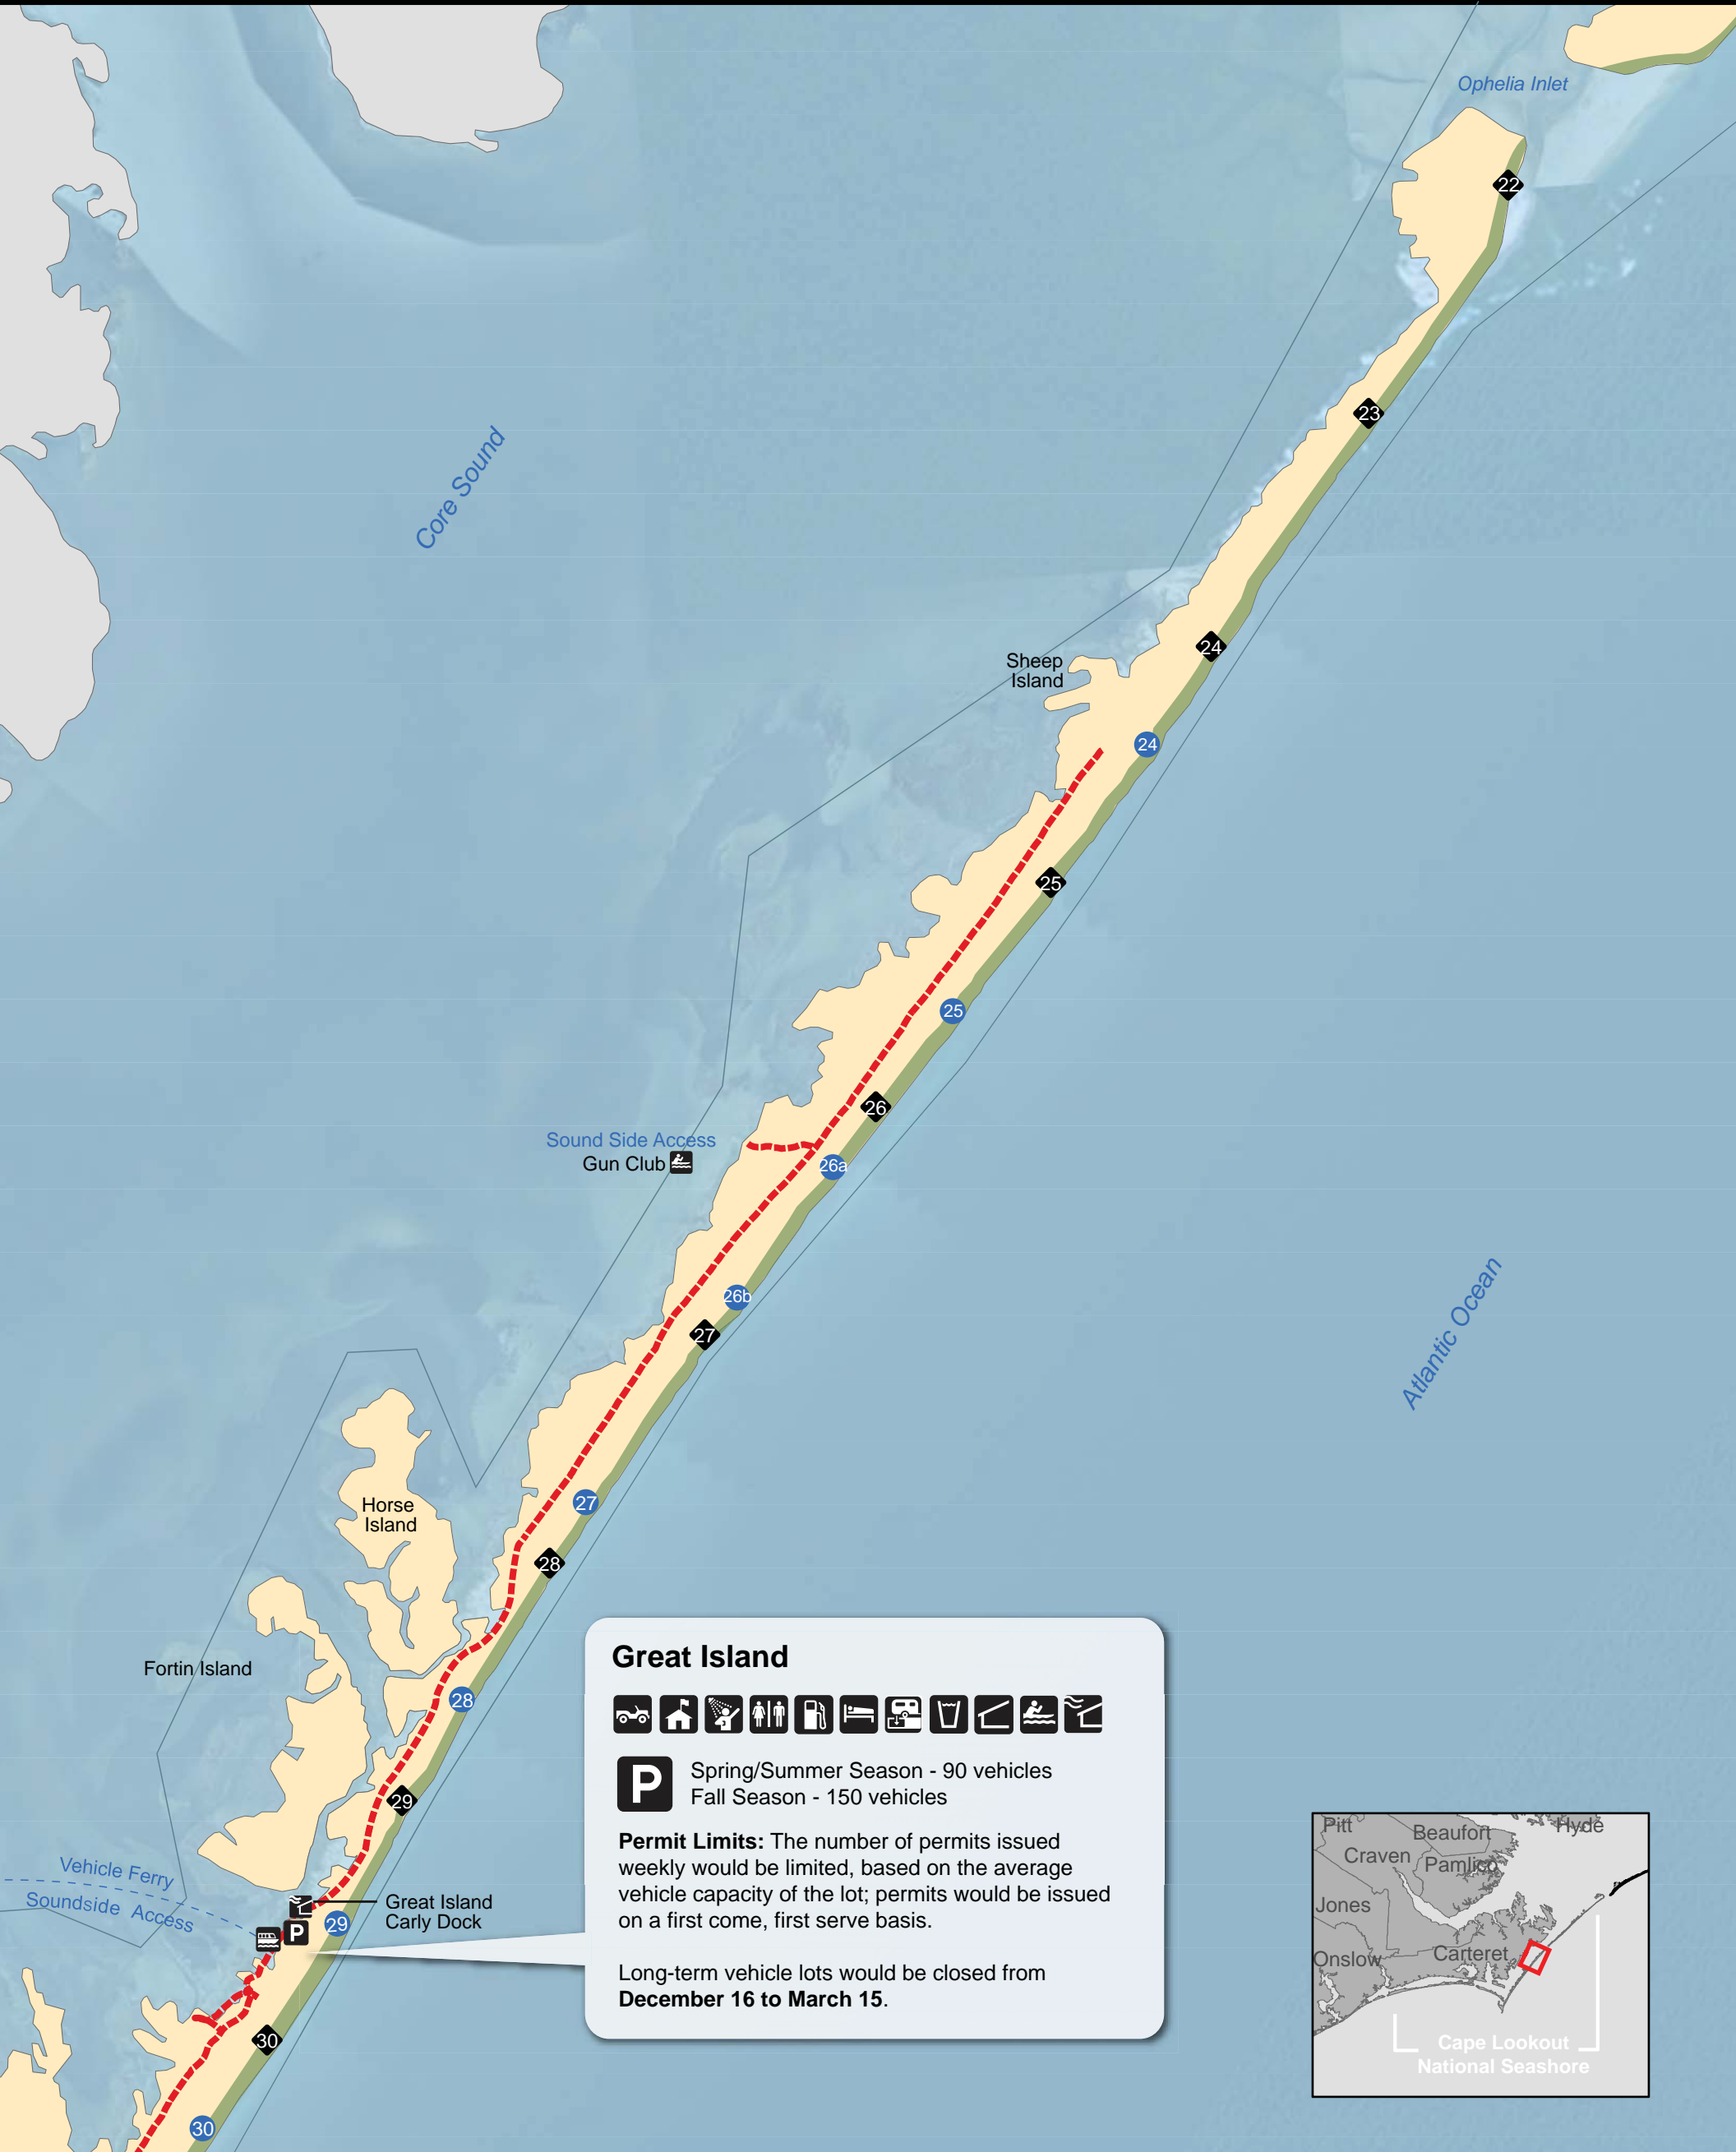 Ophelia Inlet
22
23
Core Sound
24
Sheep
Island
24
25
25
26
Sound Side Access
Gun Club
26a
26b
27
Atlantic Ocean
27
Horse
Island
28
Fortin Island
28
29
Vehicle Ferry
Soundside Access
Great Island
Carly Dock
P
29
30
30
Great Island
P
Spring/Summer Season - 90 vehicles
Fall Season - 150 vehicles
Permit Limits: The number of permits issued
weekly would be limited, based on the average
vehicle capacity of the lot; permits would be issued
on a first come, first serve basis.
Long-term vehicle lots would be closed from
December 16 to March 15.
Pitt
Beaufort
Hyde
Craven
Pamlico
Jones
Onslow
Carteret
Cape Lookout
National Seashore